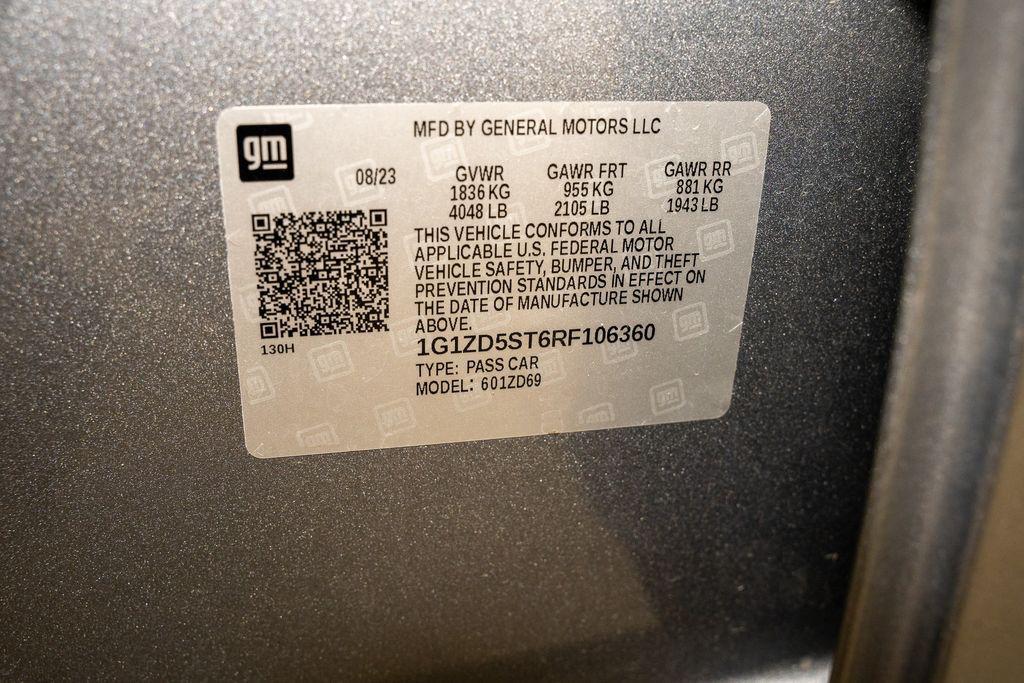 gm
MFD BY GENERAL MOTORS LLC
08/23
GVWR GAWR FRT GAWR RR
1836 KG 955 KG 881 KG
4048 LB 2105 LB 1943 LB
THIS VEHICLE CONFORMS TO ALL
APPLICABLE U.S. FEDERAL MOTOR
VEHICLE SAFETY, BUMPER, AND THEFT
PREVENTION STANDARDS IN EFFECT ON
THE DATE OF MANUFACTURE SHOWN
ABOVE.
130H
1G1ZD5ST6RF106360
TYPE: PASS CAR
MODEL: 601ZD69